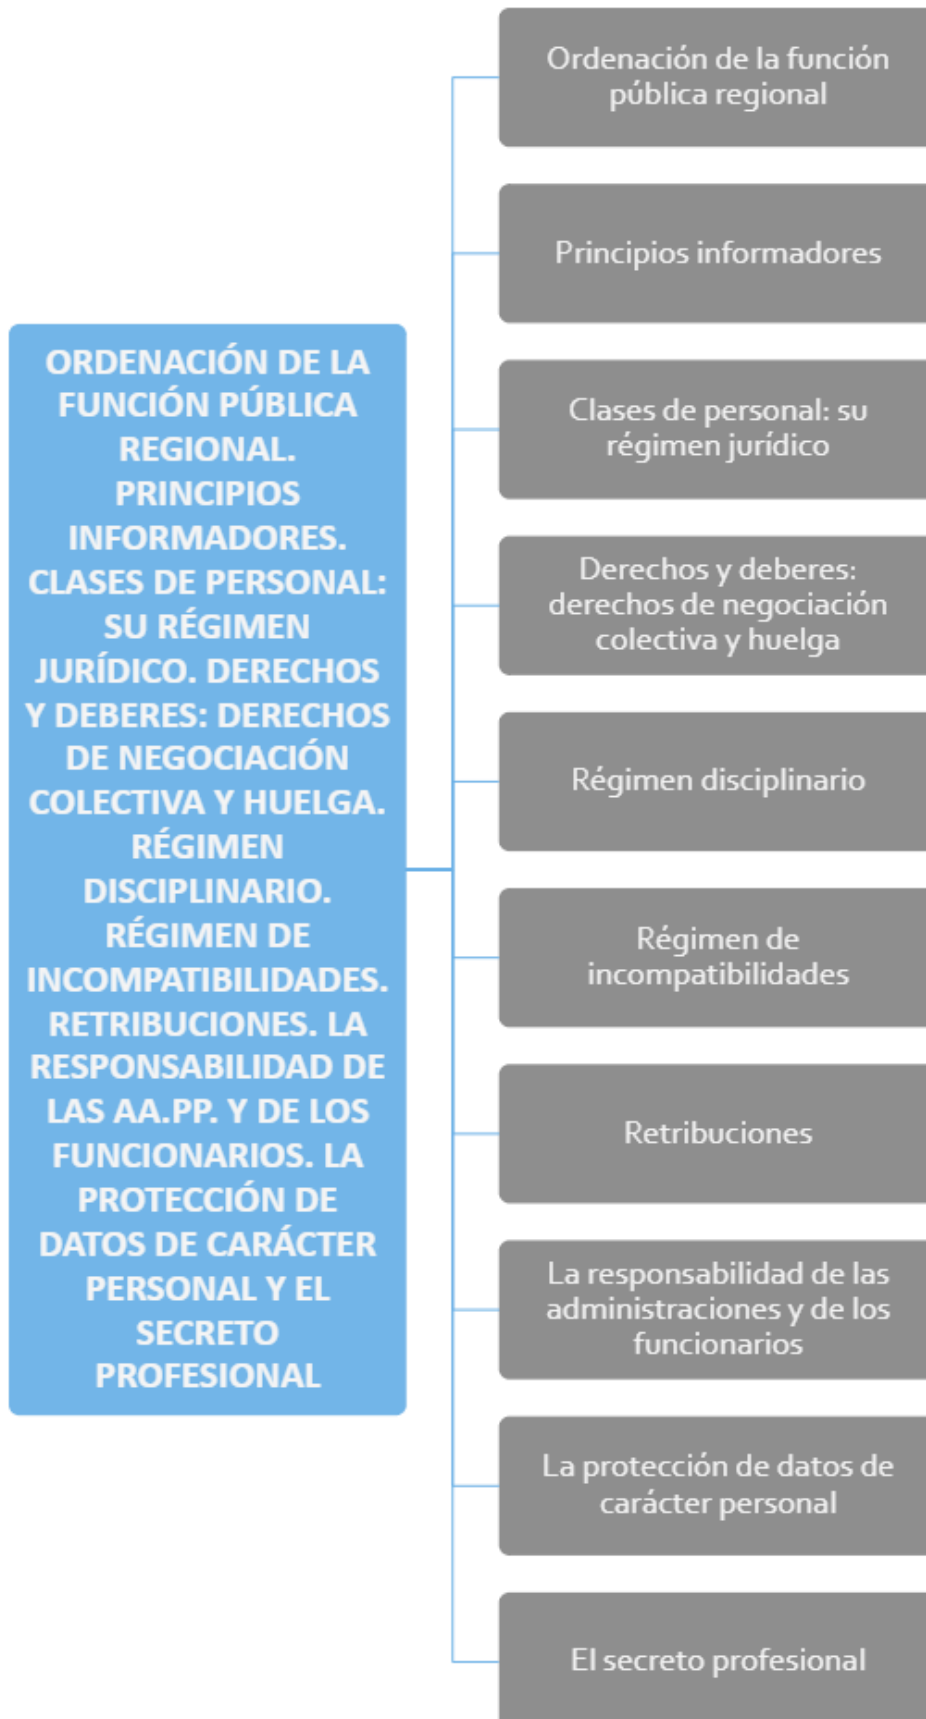 ORDENACIÓN DE LA
FUNCIÓN PÚBLICA
REGIONAL.
PRINCIPIOS
INFORMADORES.
CLASES DE PERSONAL:
SU RÉGIMEN
JURÍDICO. DERECHOS
Y DEBERES: DERECHOS
DE NEGOCIACIÓN
COLECTIVA Y HUELGA.
RÉGIMEN
DISCIPLINARIO.
RÉGIMEN DE
INCOMPATIBILIDADES.
RETRIBUCIONES. LA
RESPONSABILIDAD DE
LAS AA.PP. Y DE LOS
FUNCIONARIOS. LA
PROTECCIÓN DE
DATOS DE CARÁCTER
PERSONAL Y EL
SECRETO
PROFESIONAL
Ordenación de la función
pública regional
Principios informadores
Clases de personal: su
régimen jurídico
Derechos y deberes:
derechos de negociación
colectiva y huelga
Régimen disciplinario
Régimen de
incompatibilidades
Retribuciones
La responsabilidad de las
administraciones y de los
funcionarios
La protección de datos de
carácter personal
El secreto profesional